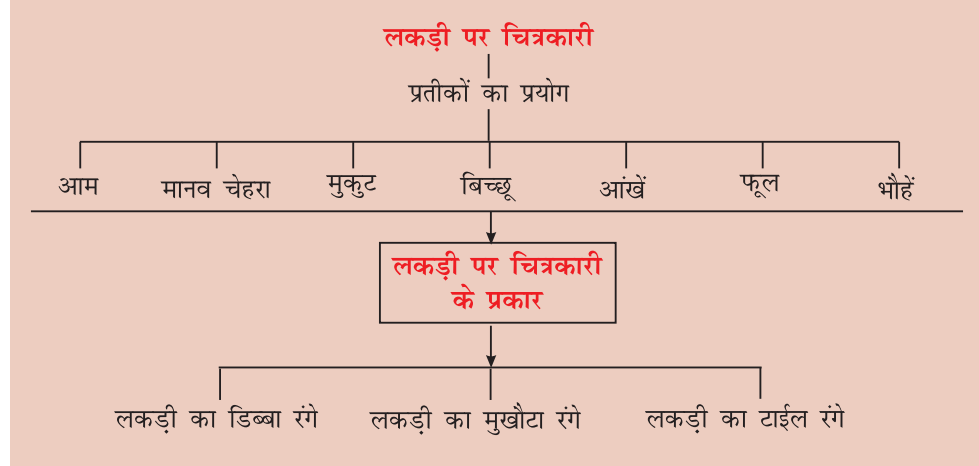 लकड़ी पर चित्रकारी
प्रतीकों का प्रयोग
आम मानव चेहरा मुकुट बिच्छू आंखें फूल भौहें
लकड़ी पर चित्रकारी
के प्रकार
लकड़ी का डिब्बा रंगे लकड़ी का मुखौटा रंगे लकड़ी का टाईल रंगे